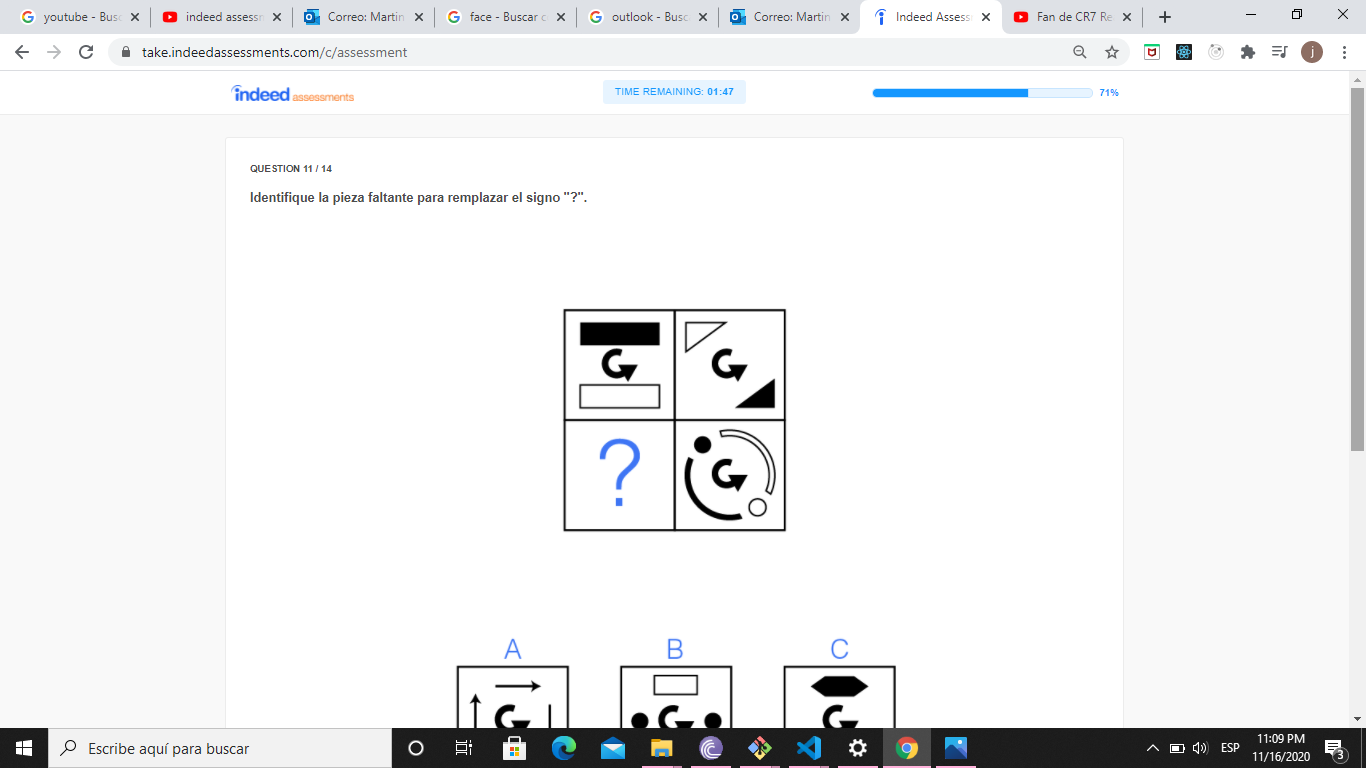 youtube - Busc
indeed assess
Correo: Martin
face - Buscar c
outlook - Bus
Correo: Martin
Indeed Assess
Fan de CR7 Re
take.indeedassessments.com/c/assessment
j
indeed assessments
TIME REMAINING: 01:47
71%
QUESTION 11 / 14
Identifique la pieza faltante para remplazar el signo "?".
?
A B C
Escribe aquí para buscar
ESP
11:09 PM
11/16/2020
3